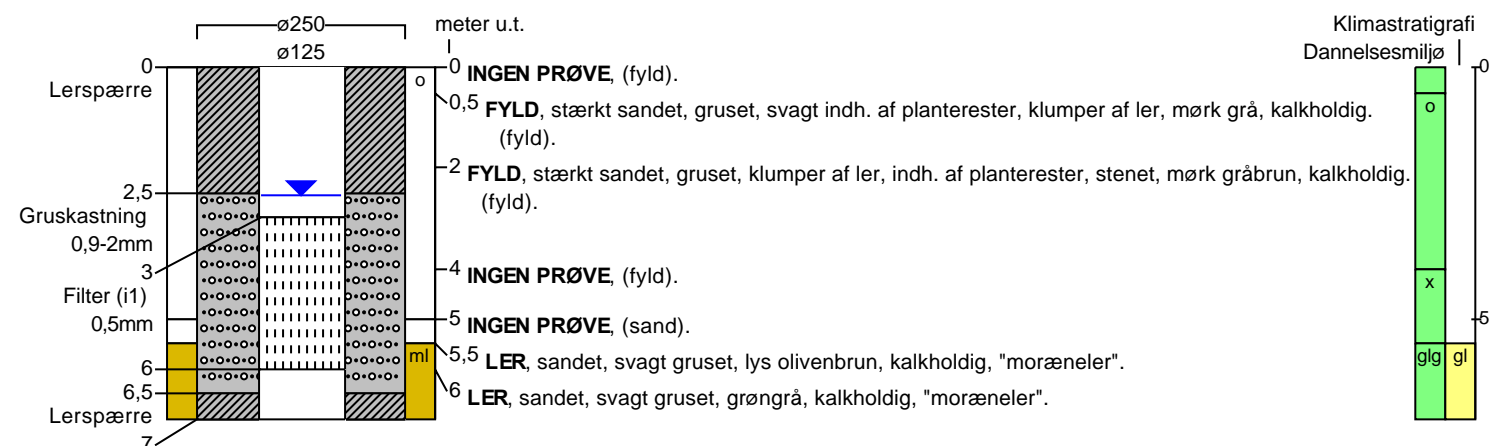 ø250
meter u.t.
Klimastratigrafi
ø125
Dannelsesmiljø
0
0 INGEN PRØVE, (fyld).
0
Lerspærre
o
0,5 FYLD, stærkt sandet, gruset, svagt indh. af planterester, klumper af ler, mørk grå, kalkholdig.
(fyld).
o
2 FYLD, stærkt sandet, gruset, klumper af ler, indh. af planterester, stenet, mørk gråbrun, kalkholdig.
(fyld).
2,5
Gruskastning
0,9-2mm
3
4 INGEN PRØVE, (fyld).
x
Filter (i1)
0,5mm
5 INGEN PRØVE, (sand).
5
ml
5,5 LER, sandet, svagt gruset, lys olivenbrun, kalkholdig, "moræneler".
glg
gl
6
6 LER, sandet, svagt gruset, grøngrå, kalkholdig, "moræneler".
6,5
Lerspærre
7